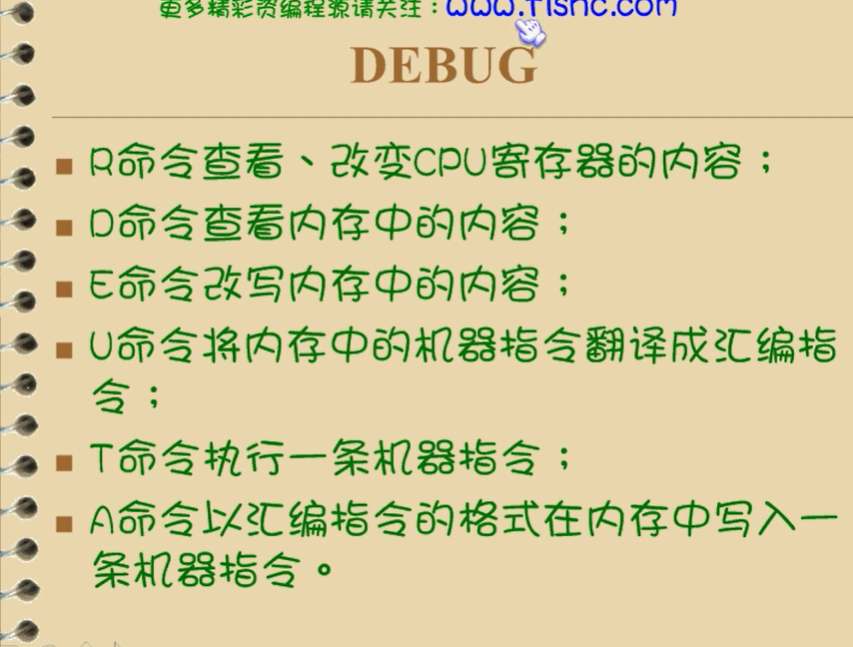 更多精彩资编程源请关注：www.fishc.com
DEBUG
R命令查看、改变CPU寄存器的内容；
D命令查看内存中的内容；
E命令改写内存中的内容；
U命令将内存中的机器指令翻译成汇编指
令；
T命令执行一条机器指令；
A命令以汇编指令的格式在内存中写入一
条机器指令。